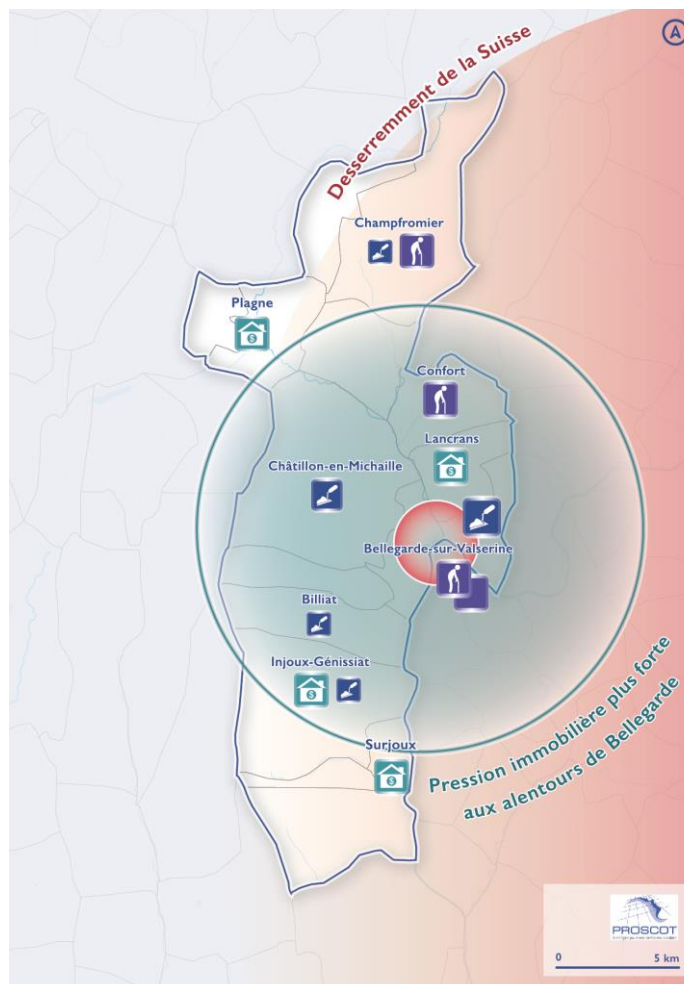 A
Desserremment de la Suisse
Champfromier
Plagne
$
Confort
Lancrans
$
Châtillon-en-Michaille
Bellegarde-sur-Valserine
Billiat
Injoux-Génissiat
$
Surjoux
$
Pression immobilière plus forte
aux alentours de Bellegarde
PROSCOT
0 5 km